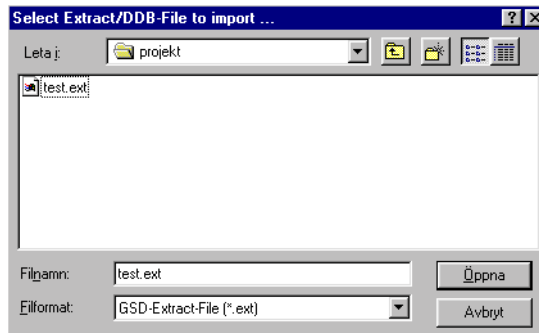 Select Extract/DDB-File to import ...
Leta i:
projekt
test.ext
Filnamn:
test.ext
Öppna
Filformat:
GSD-Extract-File (*.ext)
Avbryt